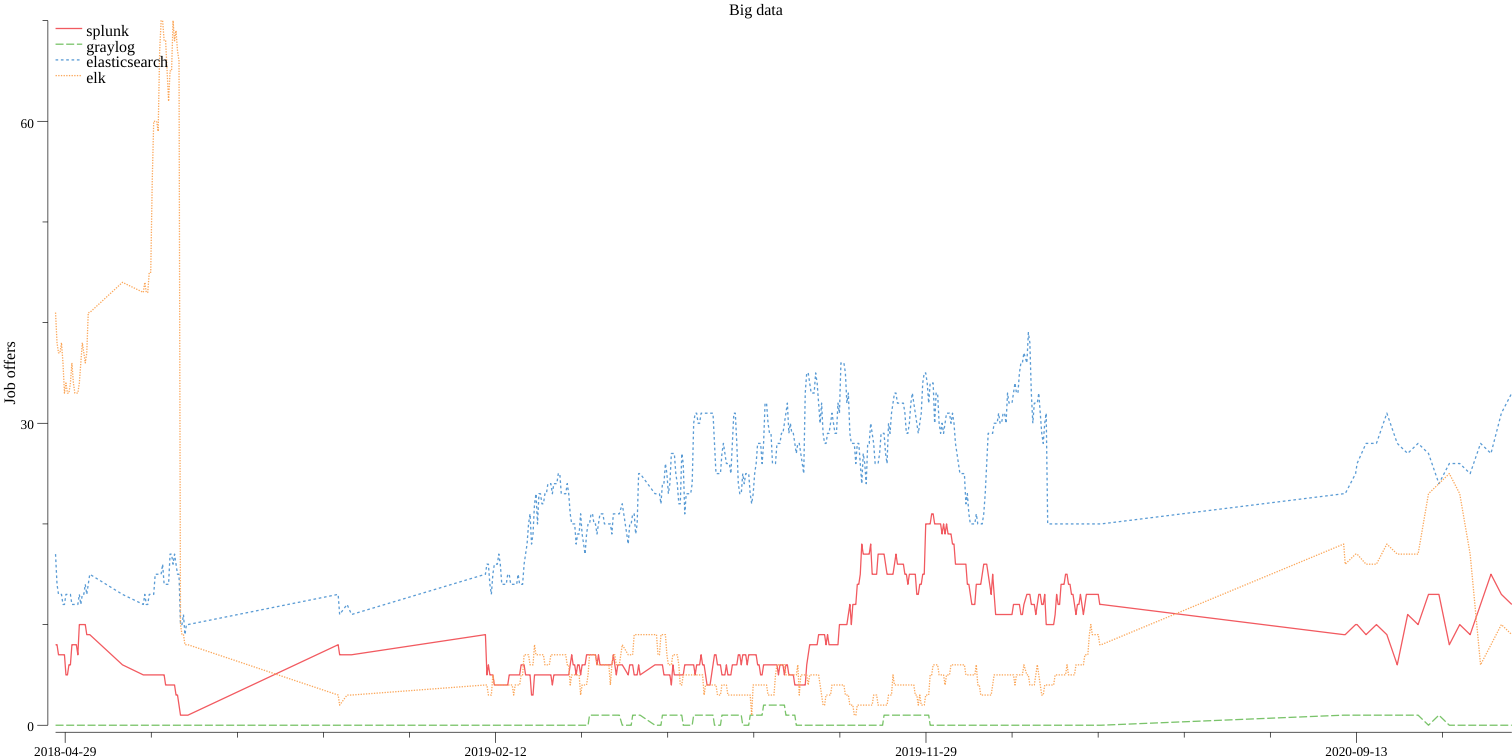 Big data
splunk
graylog
elasticsearch
elk
60
30
0
Job offers
2018-04-29
2019-02-12
2019-11-29
2020-09-13